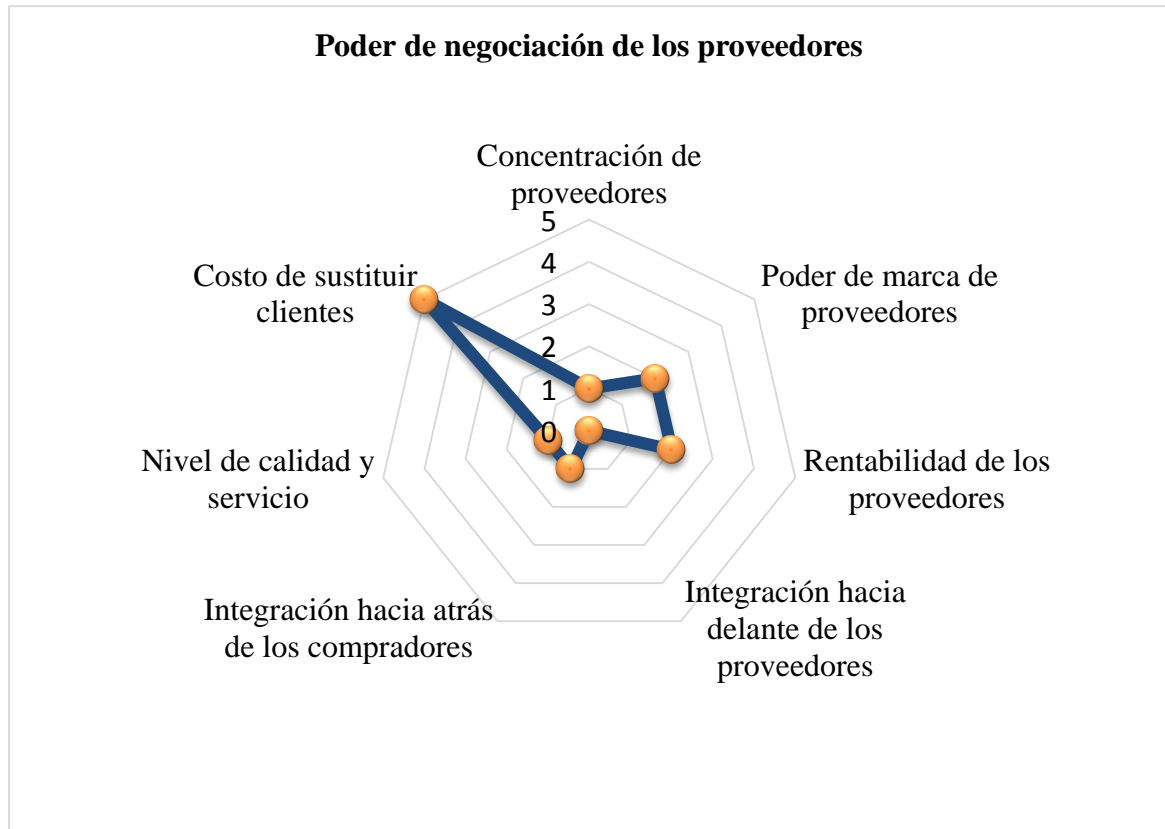 Poder de negociación de los proveedores
Concentración de
proveedores
5
4
3
2
1
0
Poder de marca de
proveedores
Rentabilidad de los
proveedores
Integración hacia
delante de los
proveedores
Integración hacia atrás
de los compradores
Nivel de calidad y
servicio
Costo de sustituir
clientes